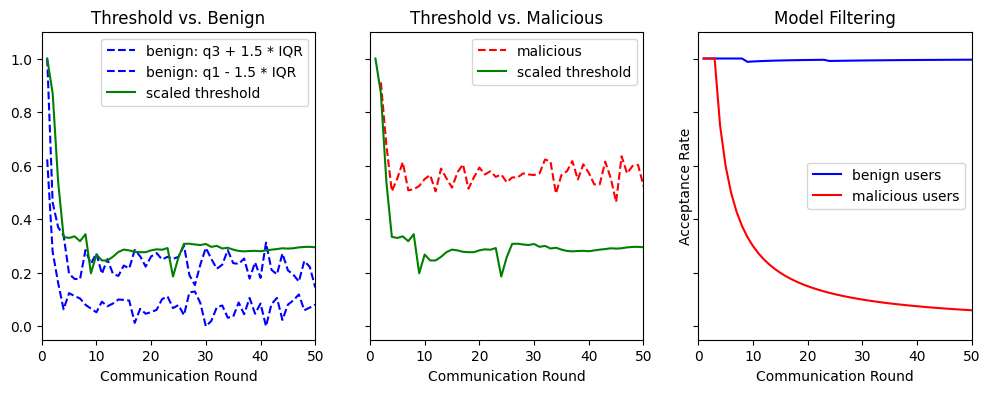 Threshold vs. Benign
benign: q3 + 1.5 * IQR
benign: q1 - 1.5 * IQR
scaled threshold
1.0
0.8
0.6
0.4
0.2
0.0
0 10 20 30 40 50
Communication Round
Threshold vs. Malicious
malicious
scaled threshold
0 10 20 30 40 50
Communication Round
Model Filtering
Acceptance Rate
benign users
malicious users
0 10 20 30 40 50
Communication Round